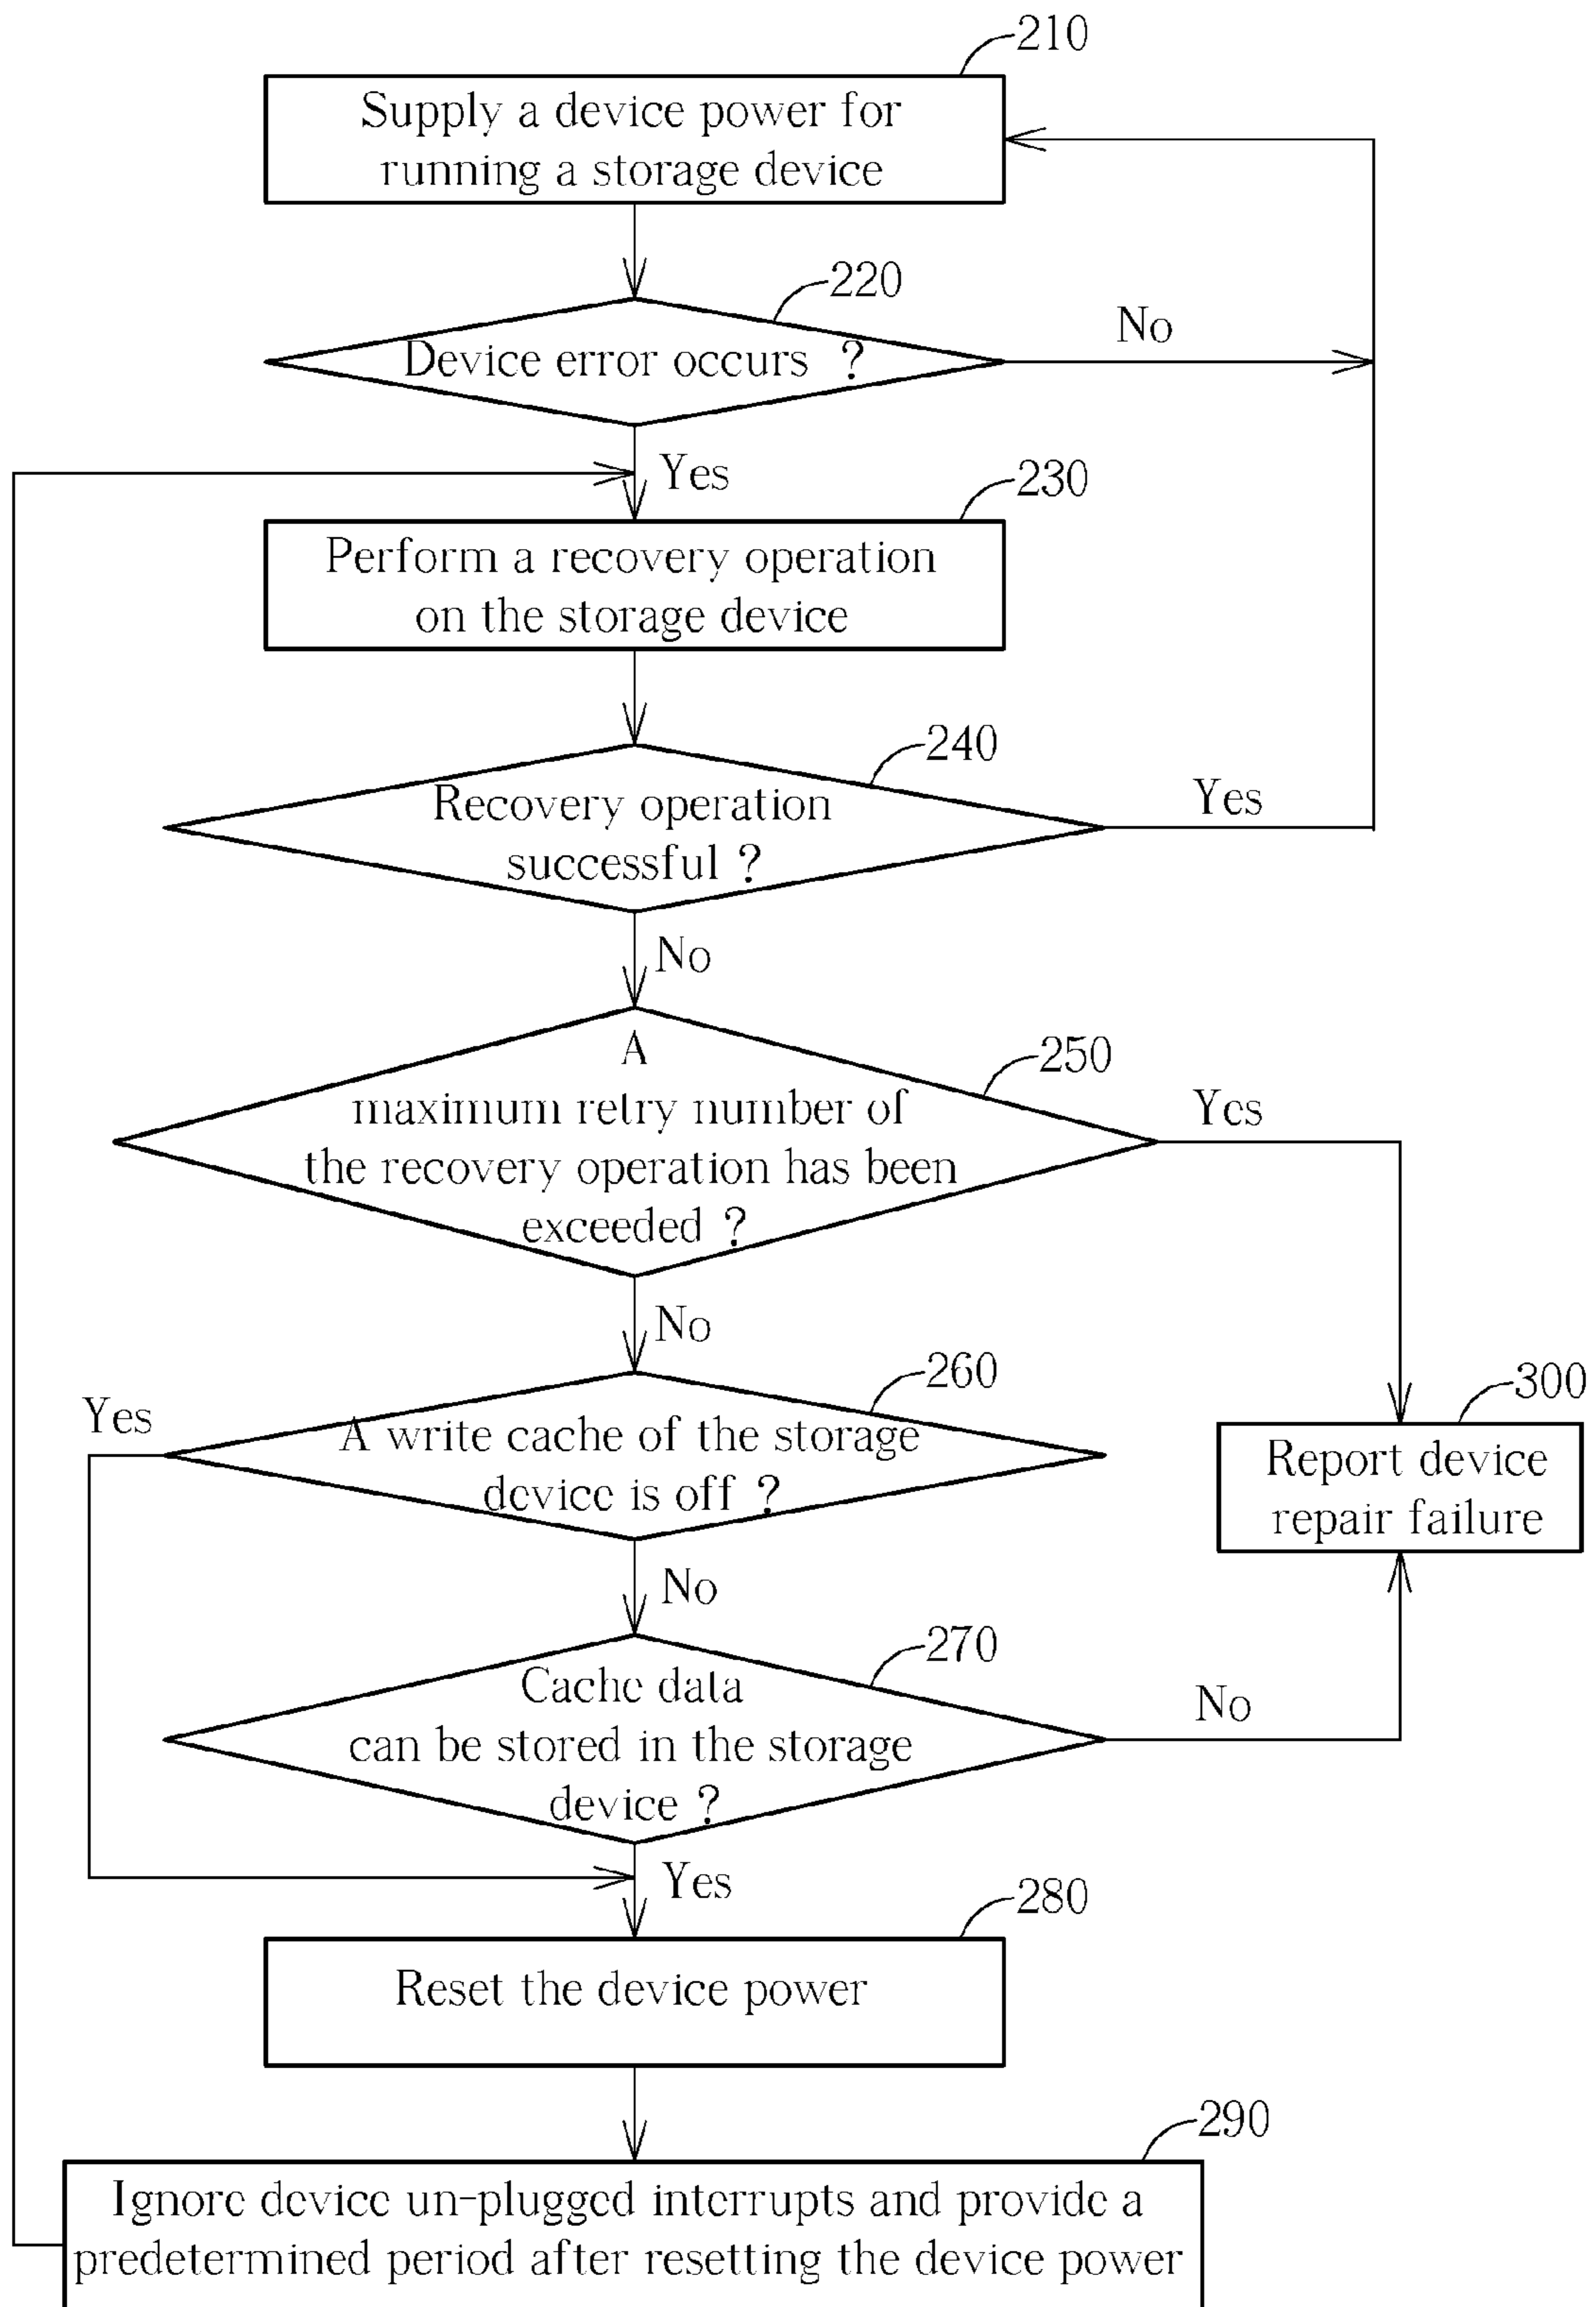 210
Supply a device power for
running a storage device
220
Device error occurs ?
No
Yes
230
Perform a recovery operation
on the storage device
240
Recovery operation
successful ?
Yes
No
A
maximum retry number of
the recovery operation has been
exceeded ?
250
Yes
No
260
A write cache of the storage
device is off ?
Yes
300
Report device
repair failure
No
270
Cache data
can be stored in the storage
device ?
No
Yes
280
Reset the device power
290
Ignore device un-plugged interrupts and provide a
predetermined period after resetting the device power